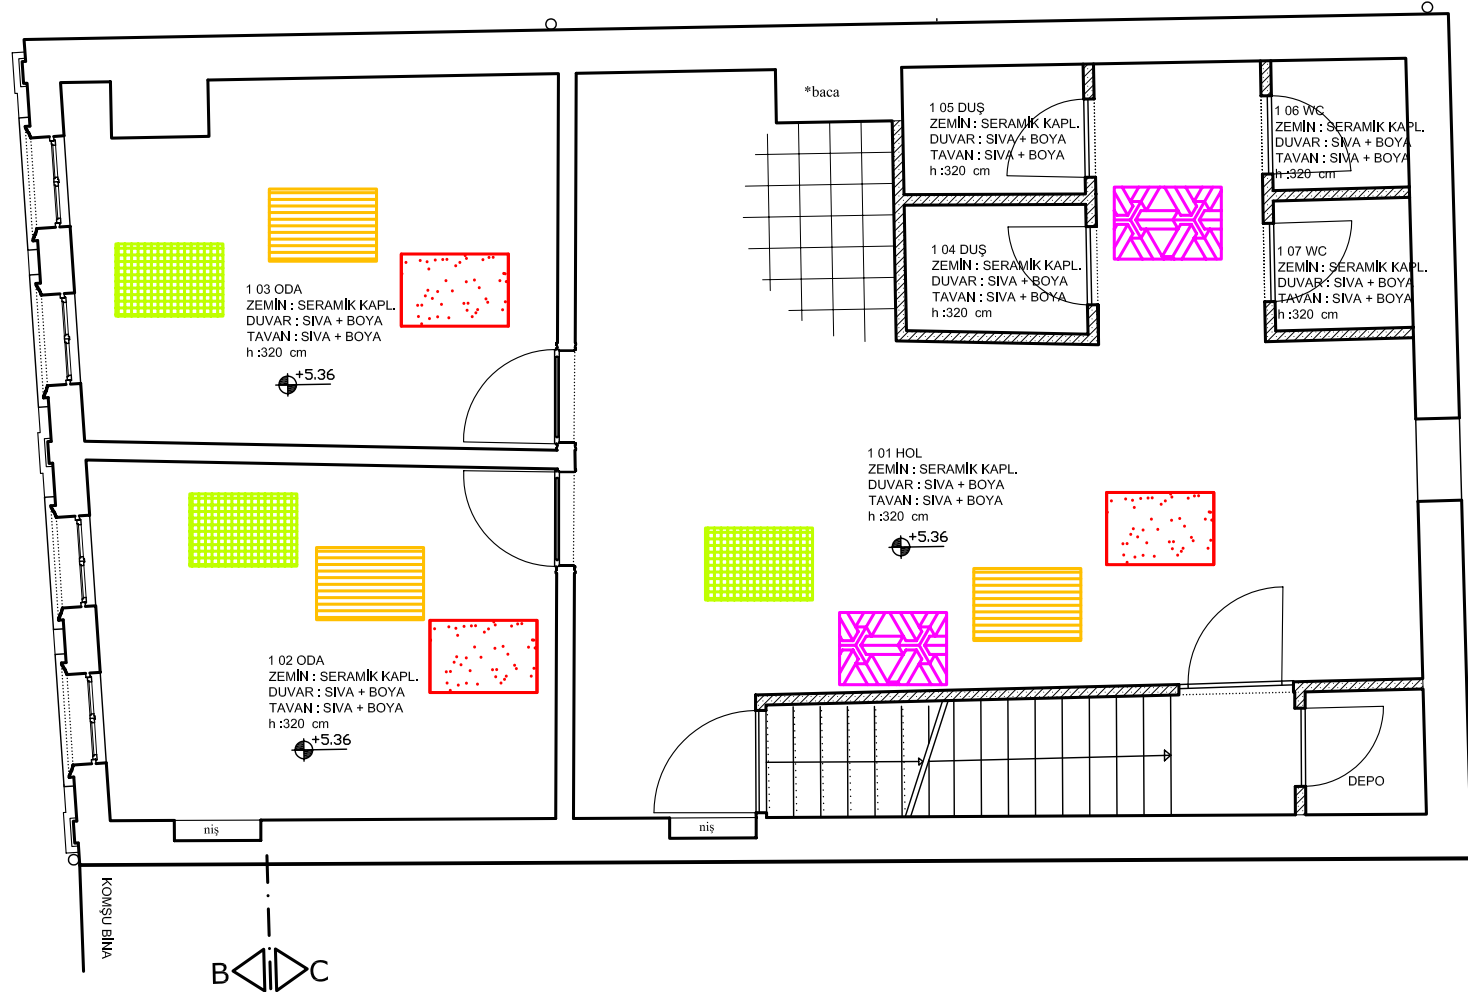 *baca
1 05 DUŞ
ZEMİN : SERAMİK KAPL.
DUVAR : SIVA + BOYA
TAVAN : SIVA + BOYA
h :320 cm
1 06 WC
ZEMİN : SERAMİK KAPL.
DUVAR : SIVA + BOYA
TAVAN : SIVA + BOYA
h :320 cm
1 04 DUŞ
ZEMİN : SERAMİK KAPL.
DUVAR : SIVA + BOYA
TAVAN : SIVA + BOYA
h :320 cm
1 07 WC
ZEMİN : SERAMİK KAPL.
DUVAR : SIVA + BOYA
TAVAN : SIVA + BOYA
h :320 cm
1 03 ODA
ZEMİN : SERAMİK KAPL.
DUVAR : SIVA + BOYA
TAVAN : SIVA + BOYA
h :320 cm
+5.36
1 01 HOL
ZEMİN : SERAMİK KAPL.
DUVAR : SIVA + BOYA
TAVAN : SIVA + BOYA
h :320 cm
+5.36
1 02 ODA
ZEMİN : SERAMİK KAPL.
DUVAR : SIVA + BOYA
TAVAN : SIVA + BOYA
h :320 cm
+5.36
DEPO
niş
niş
KOMŞU BİNA
B C